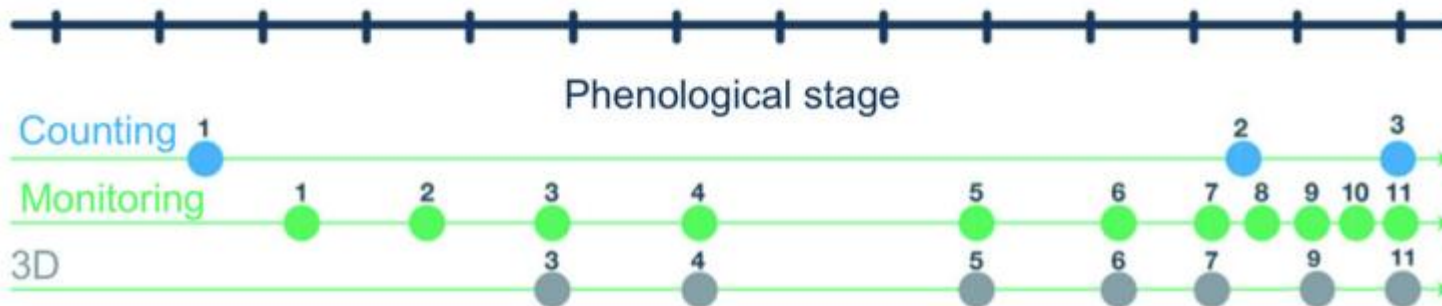 Phenological stage
Counting 1 2 3
Monitoring 1 2 3 4 5 6 7 8 9 10 11
3D 3 4 5 6 7 9 11